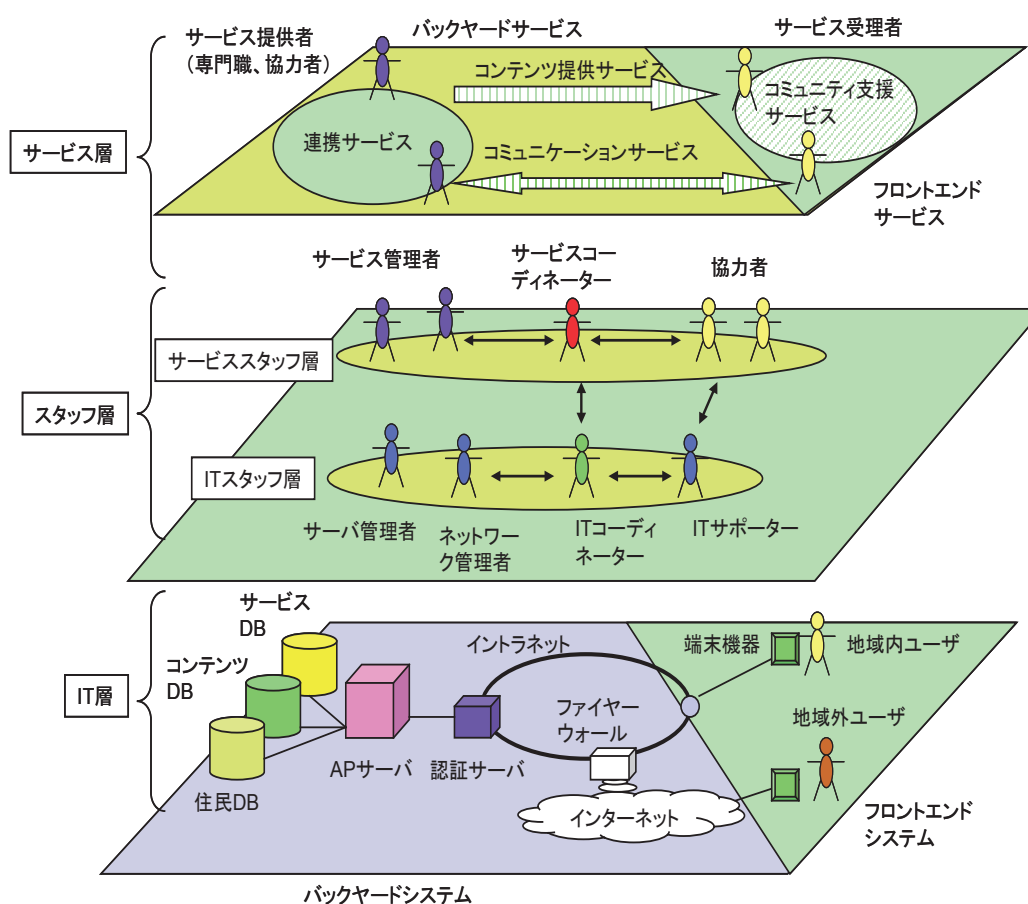 サービス提供者
（専門職、協力者）
バックヤードサービス
サービス受理者
コンテンツ提供サービス
コミュニティ支援
サービス
連携サービス
コミュニケーションサービス
サービス層
フロントエンド
サービス
サービス管理者
サービスコー
ディネーター
協力者
サービススタッフ層
スタッフ層
ITスタッフ層
サーバ管理者
ネットワー
ク管理者
ITコーディ
ネーター
ITサポーター
サービス
DB
コンテンツ
DB
IT層
住民DB
APサーバ
認証サーバ
イントラネット
ファイヤー
ウォール
インターネット
端末機器
地域内ユーザ
地域外ユーザ
フロントエンド
システム
バックヤードシステム